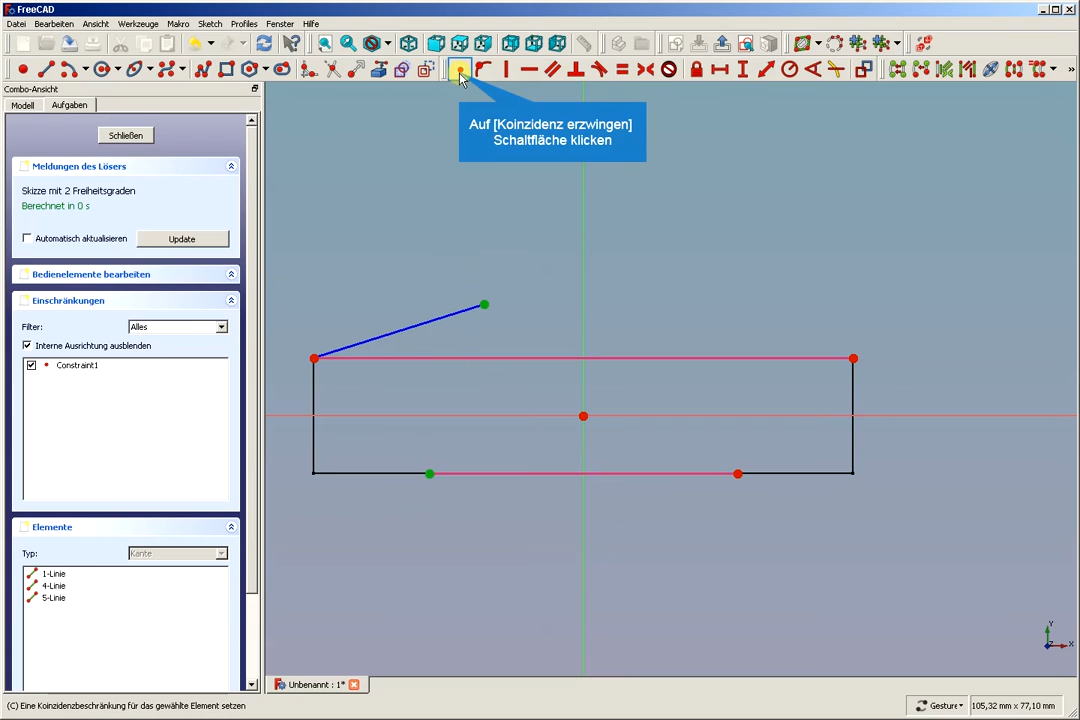 FreeCAD
Datei Bearbeiten Ansicht Werkzeuge Makro Sketch Profiles Fenster Hilfe
Combo-Ansicht
Modell Aufgaben
Schließen
Meldungen des Lösers
Skizze mit 2 Freiheitsgraden
Berechnet in 0 s
Automatisch aktualisieren
Update
Bedienelemente bearbeiten
Einschränkungen
Filter:
Alles
Interne Ausrichtung ausblenden
Constraint1
Elemente
Typ:
Kante
1-Linie
4-Linie
5-Linie
Auf [Koinzidenz erzwingen]
Schaltfläche klicken
Y
Z
X
Unbenannt : 1*
(C) Eine Koinzidenzbeschränkung für das gewählte Element setzen
Gesture
105,32 mm x 77,10 mm